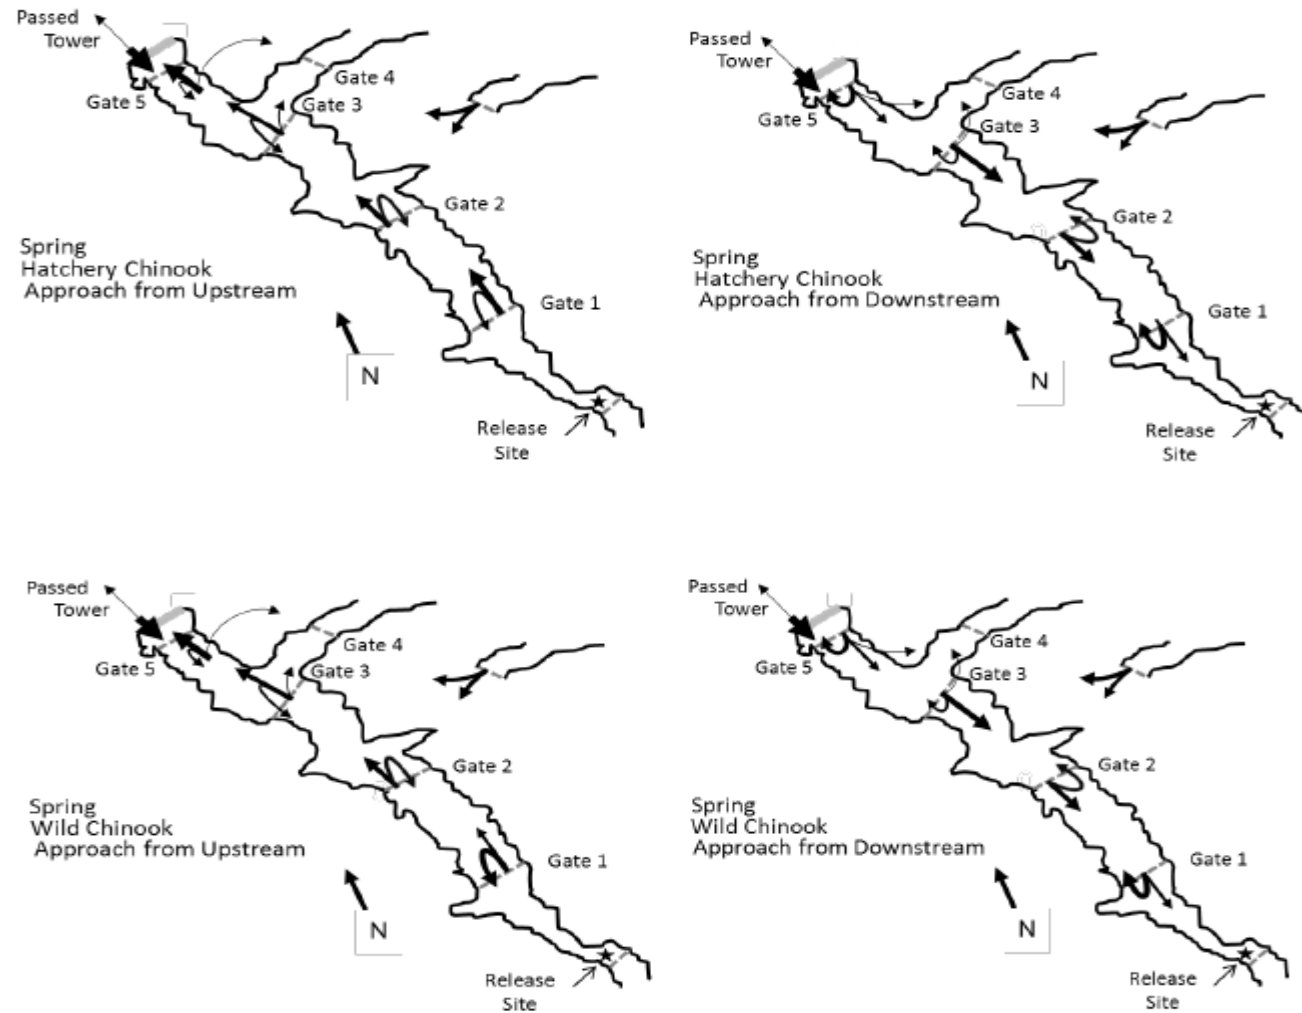 Passed
Tower
Gate 5
Gate 4
Gate 3
Gate 2
Gate 1
Spring
Hatchery Chinook
Approach from Upstream
N
Release
Site
Passed
Tower
Gate 5
Gate 4
Gate 3
Gate 2
Gate 1
Spring
Hatchery Chinook
Approach from Downstream
N
Release
Site
Passed
Tower
Gate 5
Gate 4
Gate 3
Gate 2
Gate 1
Spring
Wild Chinook
Approach from Upstream
N
Release
Site
Passed
Tower
Gate 5
Gate 4
Gate 3
Gate 2
Gate 1
Spring
Wild Chinook
Approach from Downstream
N
Release
Site